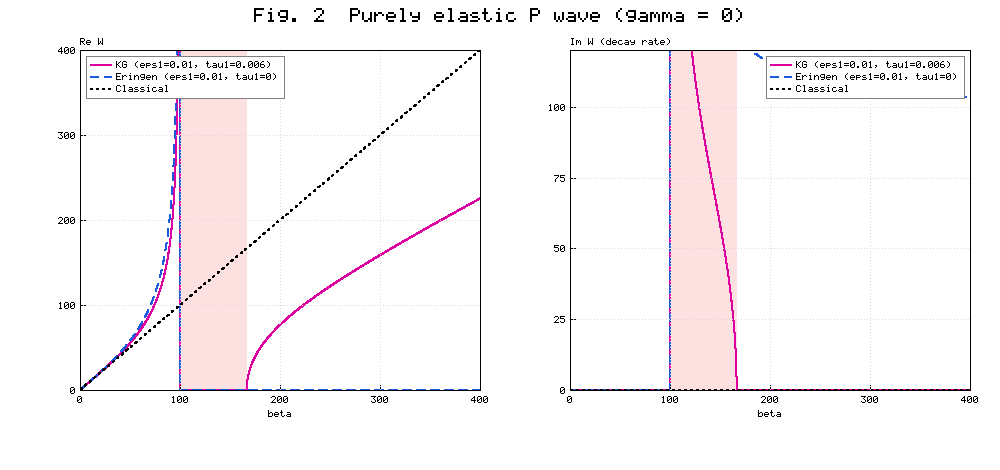 Fig. 2  Purely elastic P wave (gamma = 0)
Re W
400
300
200
100
0
0 100 200 300 400
beta
KG (eps1=0.01, tau1=0.006)
Eringen (eps1=0.01, tau1=0)
Classical
Im W (decay rate)
100
75
50
25
0
0 100 200 300 400
beta
KG (eps1=0.01, tau1=0.006)
Eringen (eps1=0.01, tau1=0)
Classical